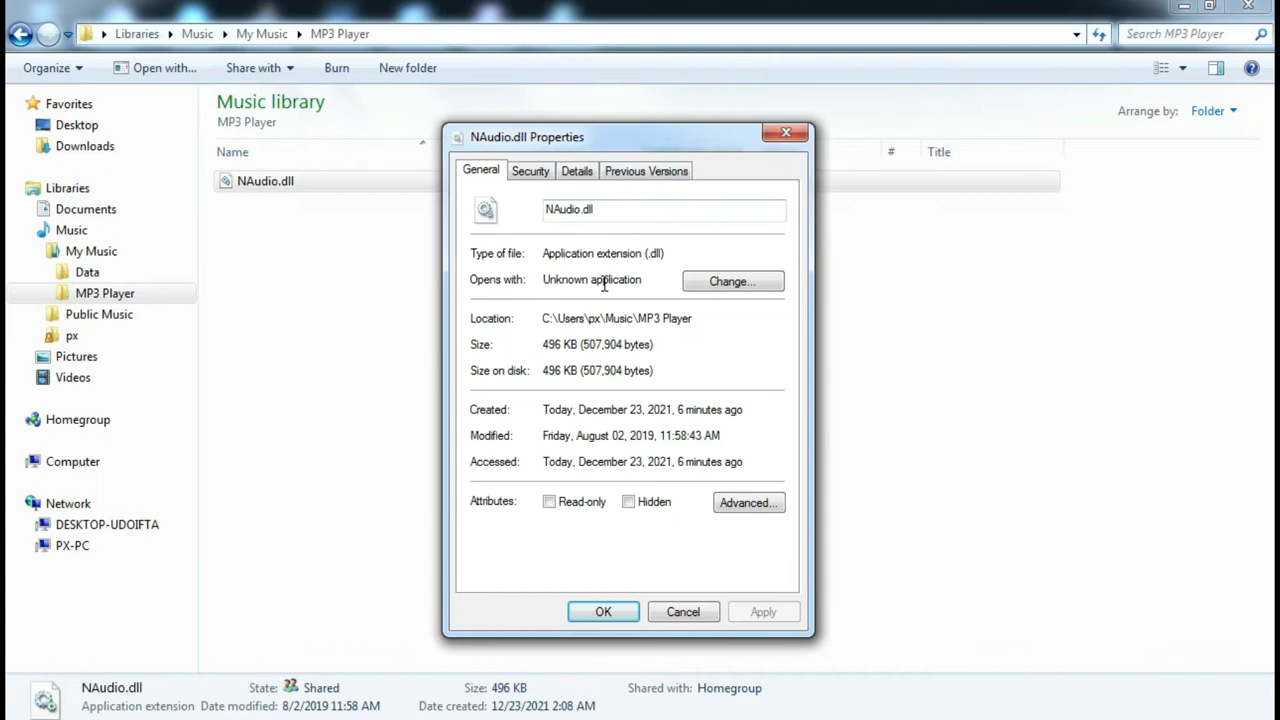 Libraries
Music
My Music
MP3 Player
Search MP3 Player
Organize
Open with...
Share with
Burn
New folder
Favorites
Desktop
Downloads
Libraries
Documents
Music
My Music
Data
MP3 Player
Public Music
px
Pictures
Videos
Homegroup
Computer
Network
DESKTOP-UDOIFTA
PX-PC
Music library
MP3 Player
Arrange by: Folder
Name
#
Title
NAudio.dll
NAudio.dll Properties
General
Security
Details
Previous Versions
NAudio.dll
Type of file: Application extension (.dll)
Opens with: Unknown application
Change...
Location: C:\Users\px\Music\MP3 Player
Size: 496 KB (507,904 bytes)
Size on disk: 496 KB (507,904 bytes)
Created: Today, December 23, 2021, 6 minutes ago
Modified: Friday, August 02, 2019, 11:58:43 AM
Accessed: Today, December 23, 2021, 6 minutes ago
Attributes: Read-only Hidden
Advanced...
OK
Cancel
Apply
NAudio.dll State: Shared Size: 496 KB Shared with: Homegroup
Application extension Date modified: 8/2/2019 11:58 AM Date created: 12/23/2021 2:08 AM